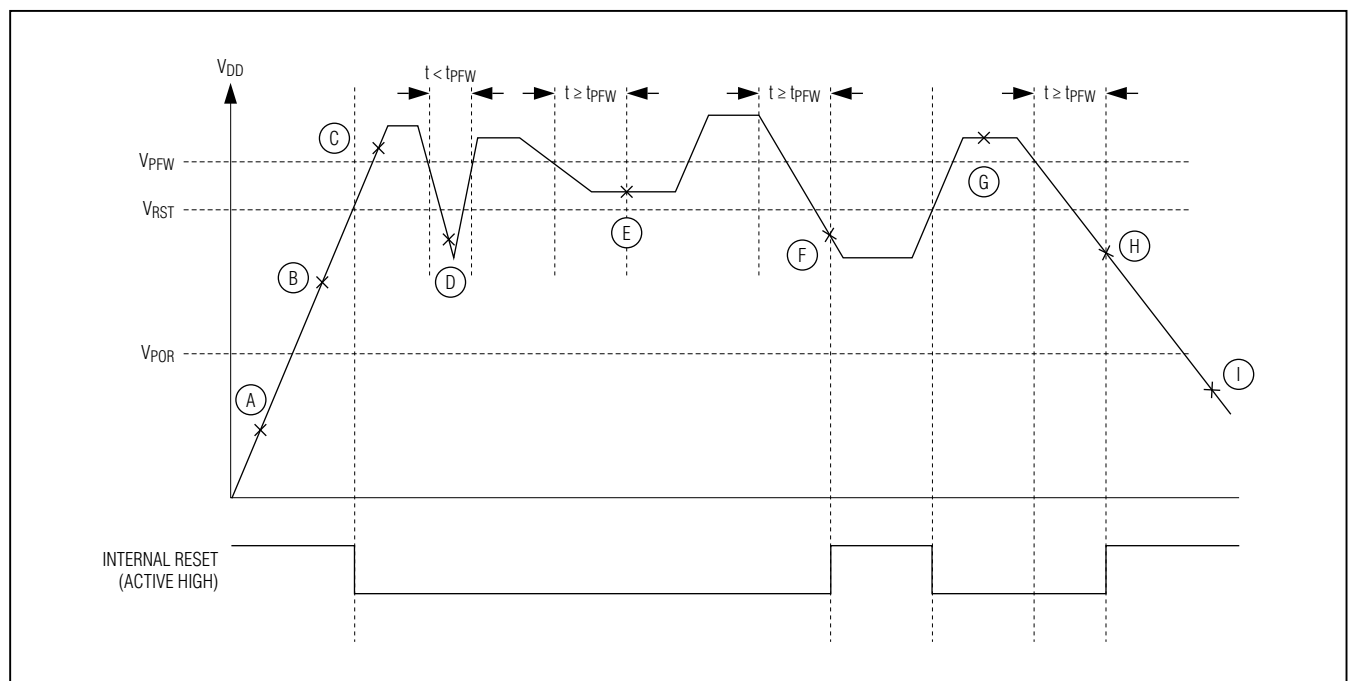 VDD
t < tPFW
t ≥ tPFW
t ≥ tPFW
t ≥ tPFW
C
VPFW
G
VRST
E
F
H
B
D
VPOR
I
A
INTERNAL RESET
(ACTIVE HIGH)